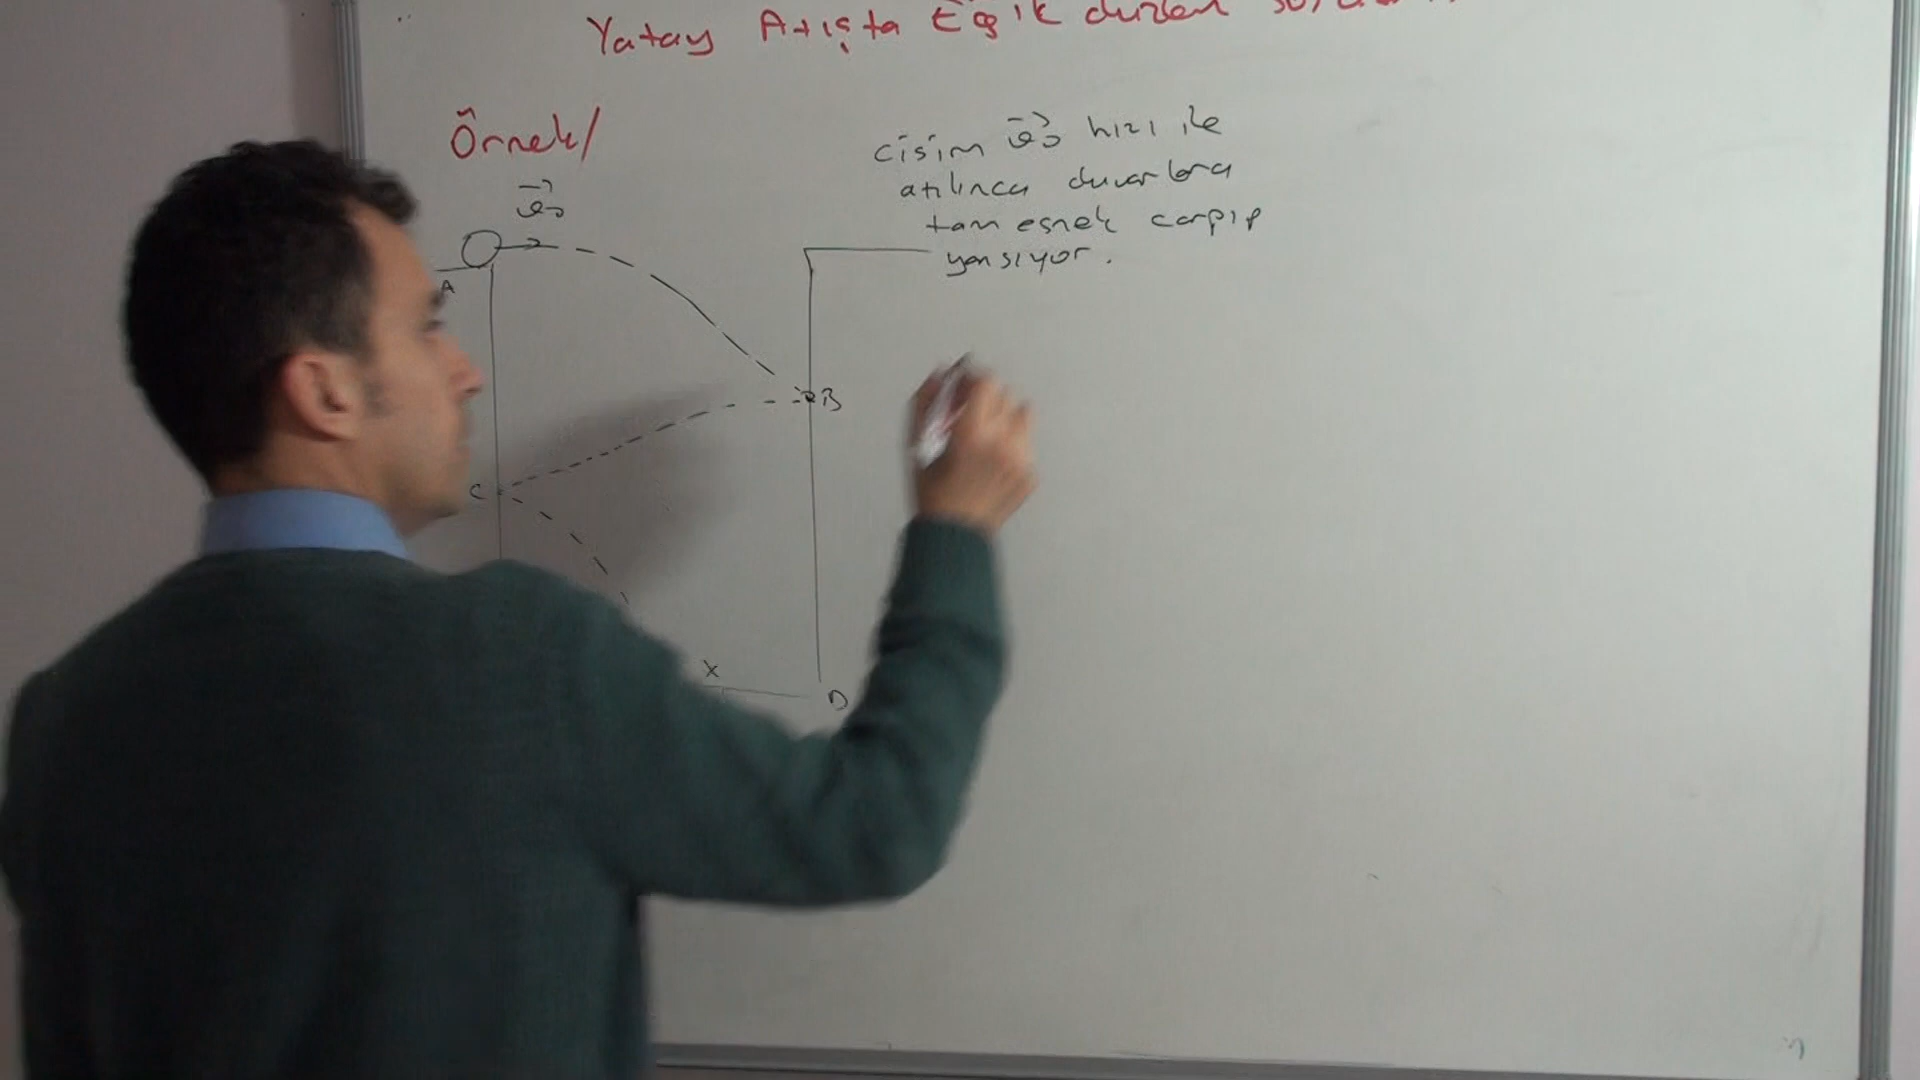 Yatay Atışta Eğik düzlem
Örnek/
cisim v₀ hızı ile
atılınca duvarlara
tam esnek çarpıp
yansıyor.
v₀
A
B
C
X
D